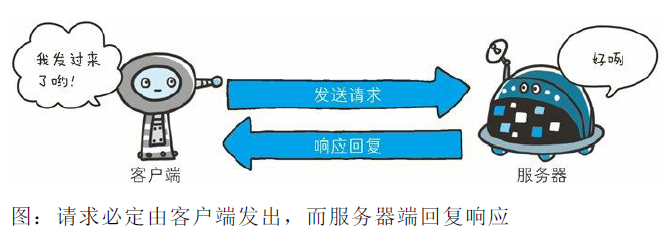 我发过来
了哟！
好咧
发送请求
响应回复
客户端
服务器
图：请求必定由客户端发出，而服务器端回复响应